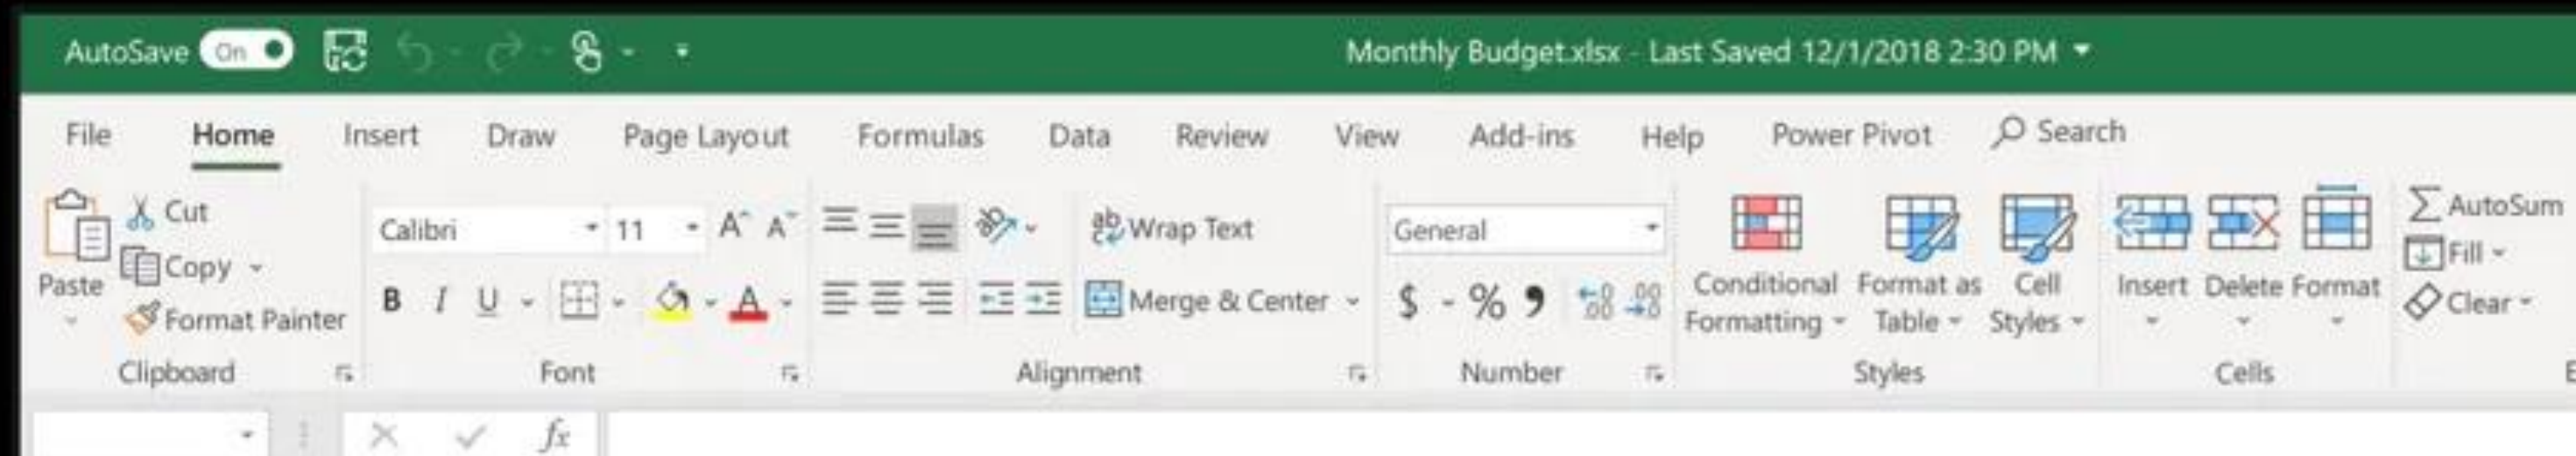 AutoSave On Monthly Budget.xlsx - Last Saved 12/1/2018 2:30 PM
File Home Insert Draw Page Layout Formulas Data Review View Add-ins Help Power Pivot Search
Cut
Copy
Format Painter
Paste
Clipboard
Calibri 11 A A
B I U A
Font
ab Wrap Text
Merge & Center
Alignment
General
$ % ,
Number
Conditional Formatting
Format as Table
Cell Styles
Styles
Insert Delete Format
Cells
AutoSum
Fill
Clear
fx